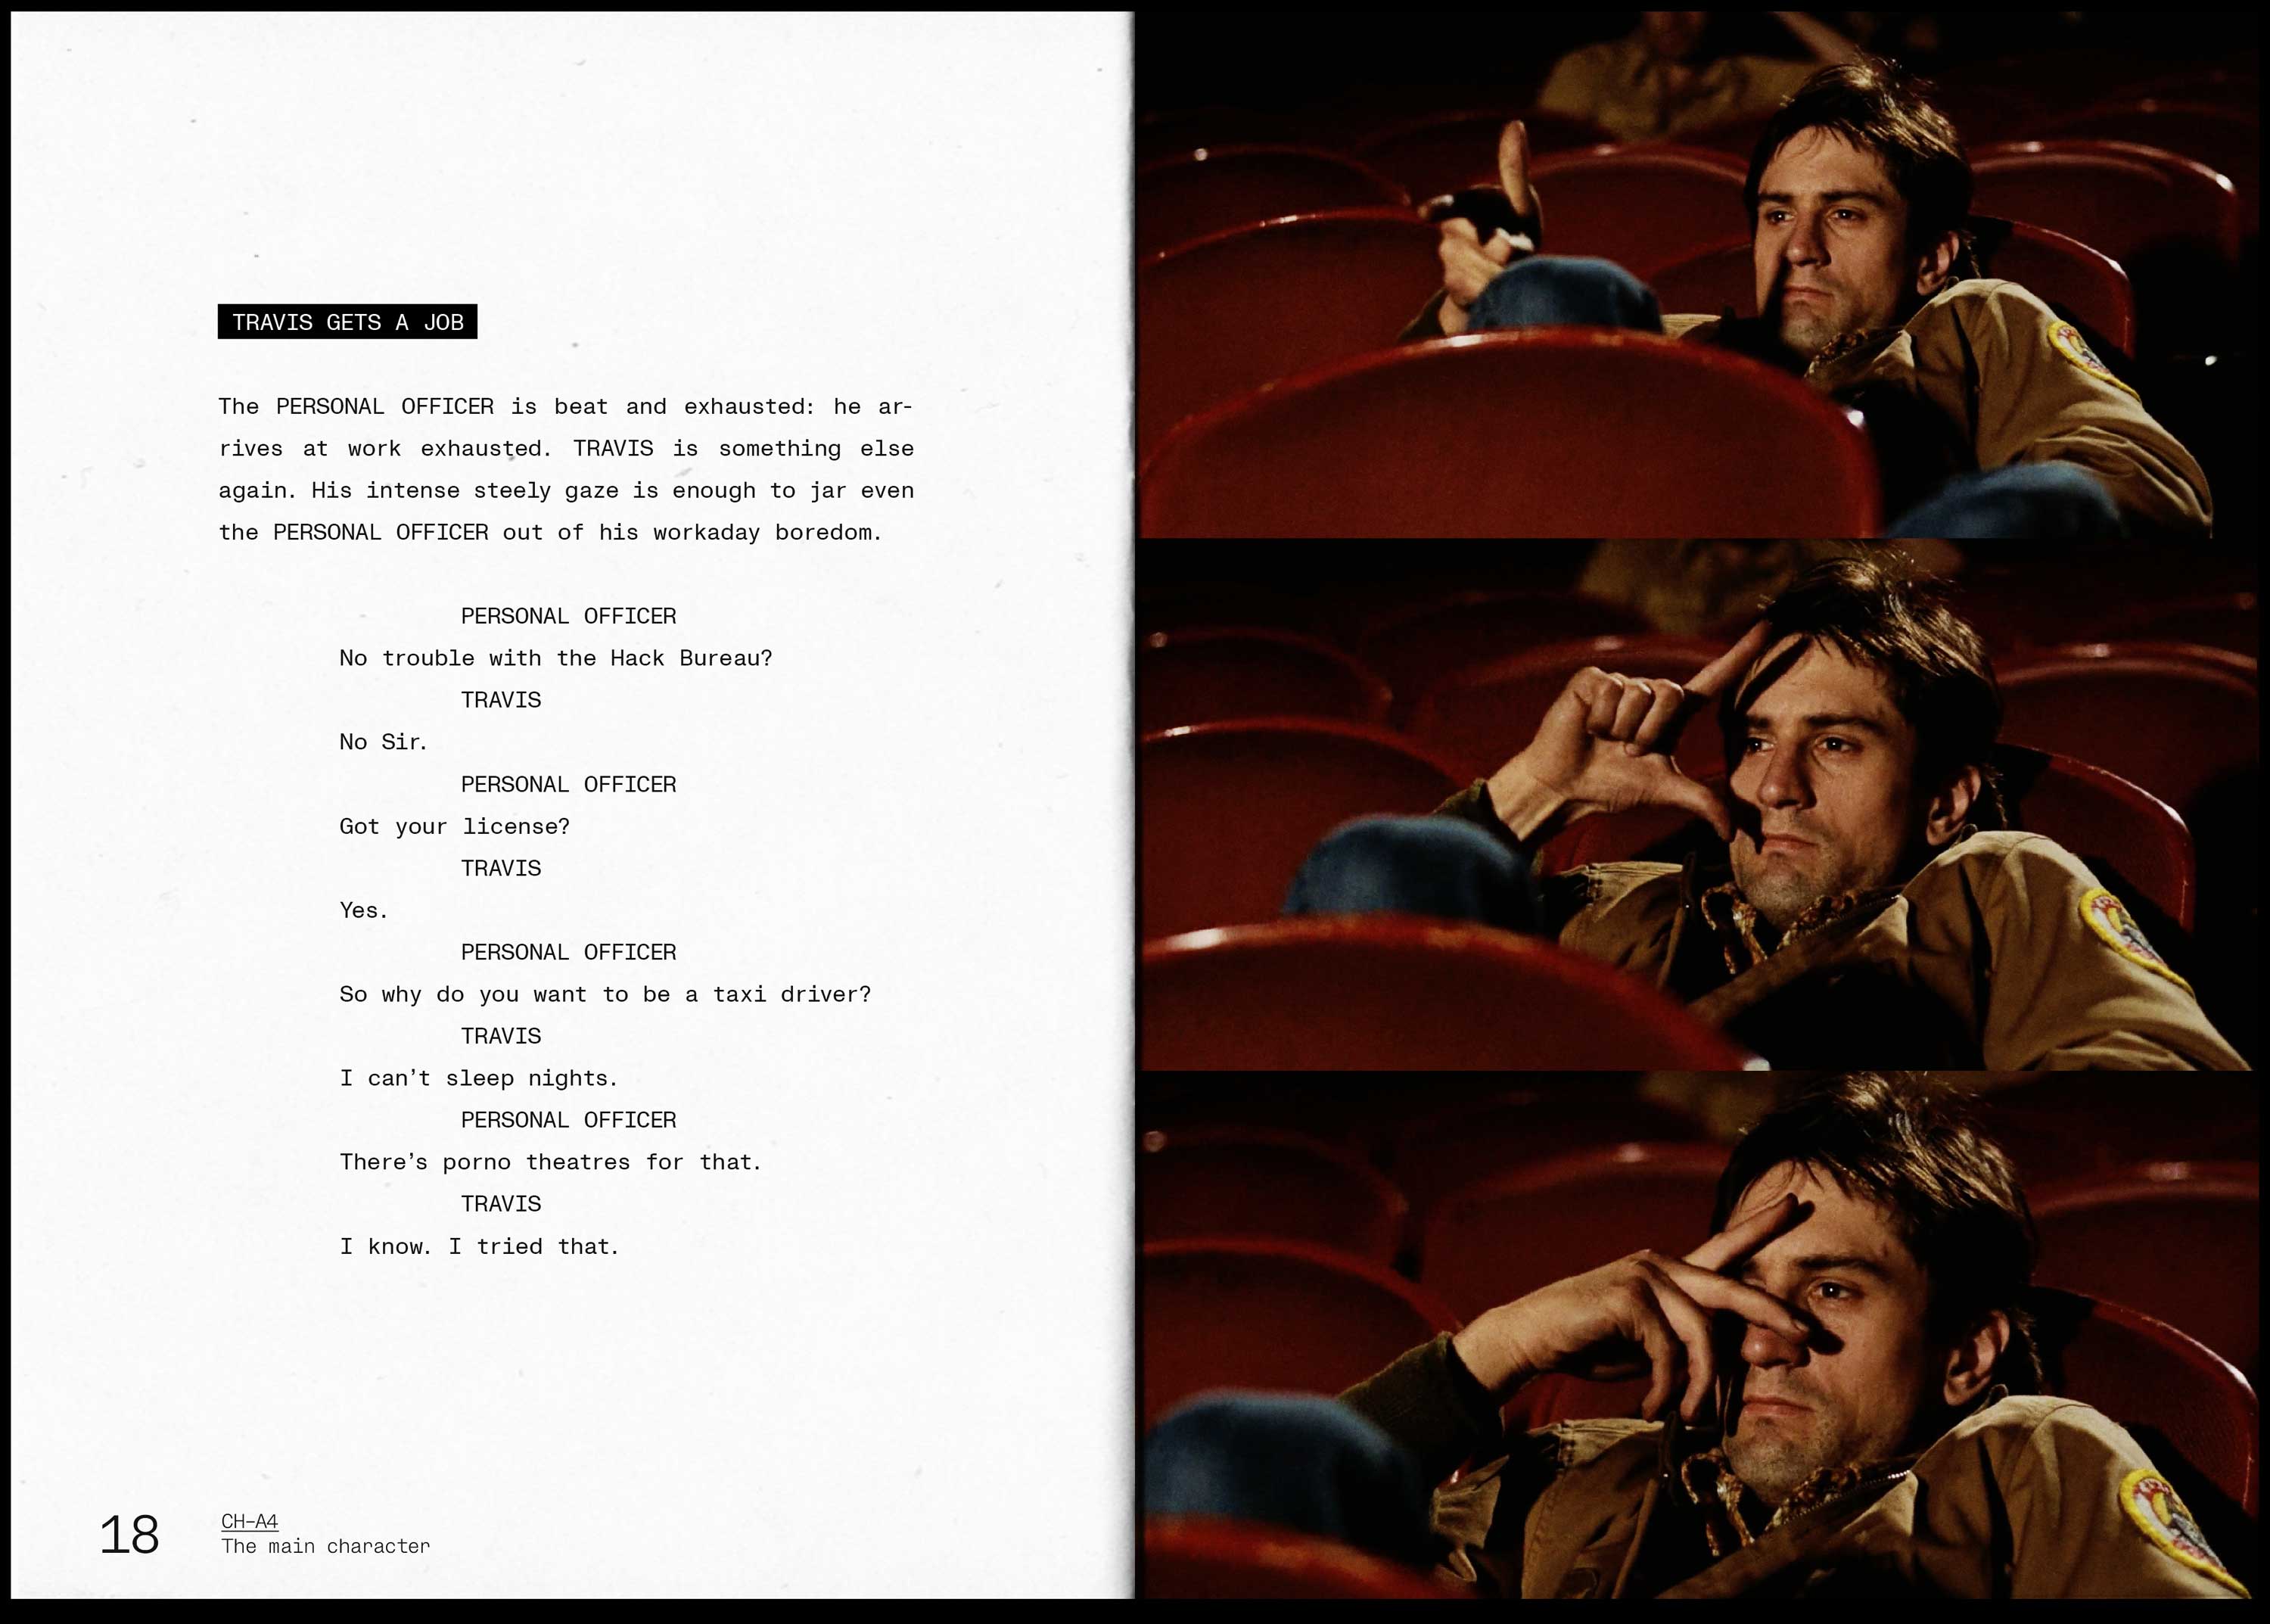 TRAVIS GETS A JOB
The PERSONAL OFFICER is beat and exhausted: he ar-
rives at work exhausted. TRAVIS is something else
again. His intense steely gaze is enough to jar even
the PERSONAL OFFICER out of his workaday boredom.
PERSONAL OFFICER
No trouble with the Hack Bureau?
TRAVIS
No Sir.
PERSONAL OFFICER
Got your license?
TRAVIS
Yes.
PERSONAL OFFICER
So why do you want to be a taxi driver?
TRAVIS
I can’t sleep nights.
PERSONAL OFFICER
There’s porno theatres for that.
TRAVIS
I know. I tried that.
18
CH-A4
The main character